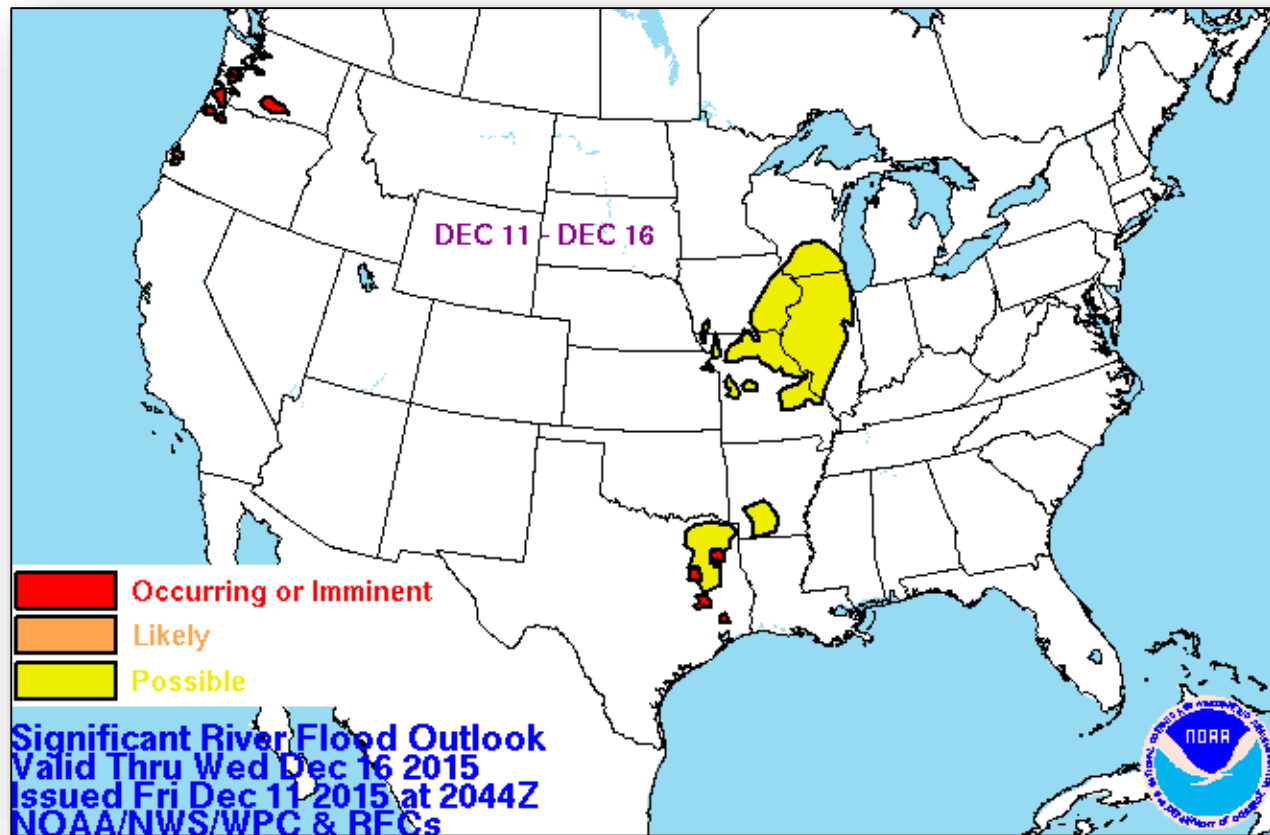 DEC 11 - DEC 16
Occurring or Imminent
Likely
Possible
Significant River Flood Outlook
Valid Thru Wed Dec 16 2015
Issued Fri Dec 11 2015 at 2044Z
NOAA/NWS/WPC & RFCs
NOAA